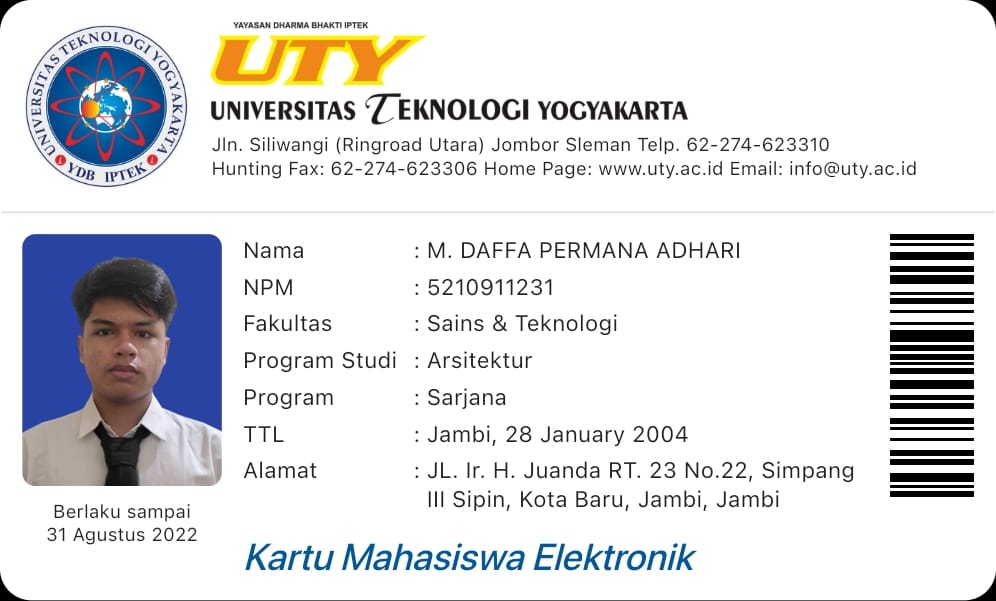 YAYASAN DHARMA BHAKTI IPTEK
UTY
UNIVERSITAS TEKNOLOGI YOGYAKARTA
Jln. Siliwangi (Ringroad Utara) Jombor Sleman Telp. 62-274-623310
Hunting Fax: 62-274-623306 Home Page: www.uty.ac.id Email: info@uty.ac.id
UNIVERSITAS TEKNOLOGI YOGYAKARTA
YDB IPTEK
Nama : M. DAFFA PERMANA ADHARI
NPM : 5210911231
Fakultas : Sains & Teknologi
Program Studi : Arsitektur
Program : Sarjana
TTL : Jambi, 28 January 2004
Alamat : JL. Ir. H. Juanda RT. 23 No.22, Simpang
III Sipin, Kota Baru, Jambi, Jambi
Berlaku sampai
31 Agustus 2022
Kartu Mahasiswa Elektronik